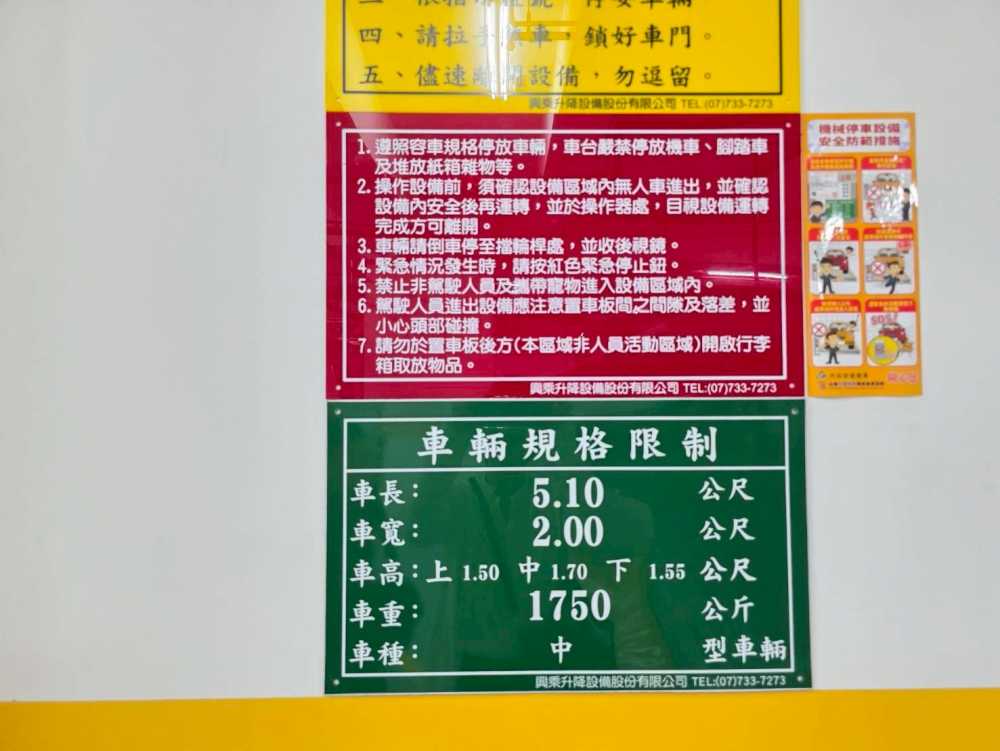 四、請拉手煞車，鎖好車門。
五、儘速離開設備，勿逗留。
興乘升降設備股份有限公司 TEL:(07)733-7273
1. 遵照容車規格停放車輛，車台嚴禁停放機車、腳踏車
及堆放紙箱雜物等。
2. 操作設備前，須確認設備區域內無人車進出，並確認
設備內安全後再運轉，並於操作器處，目視設備運轉
完成方可離開。
3. 車輛請倒車停至擋輪桿處，並收後視鏡。
4. 緊急情況發生時，請按紅色緊急停止鈕。
5. 禁止非駕駛人員及攜帶寵物進入設備區域內。
6. 駕駛人員進出設備應注意置車板間之間隙及落差，並
小心頭部碰撞。
7. 請勿於置車板後方(本區域非人員活動區域)開啟行李
箱取放物品。
興乘升降設備股份有限公司 TEL:(07)733-7273
機械停車設備
安全防範措施
SOS!
車輛規格限制
車長： 5.10 公尺
車寬： 2.00 公尺
車高：上 1.50 中 1.70 下 1.55 公尺
車重： 1750 公斤
車種： 中 型車輛
興乘升降設備股份有限公司 TEL:(07)733-7273